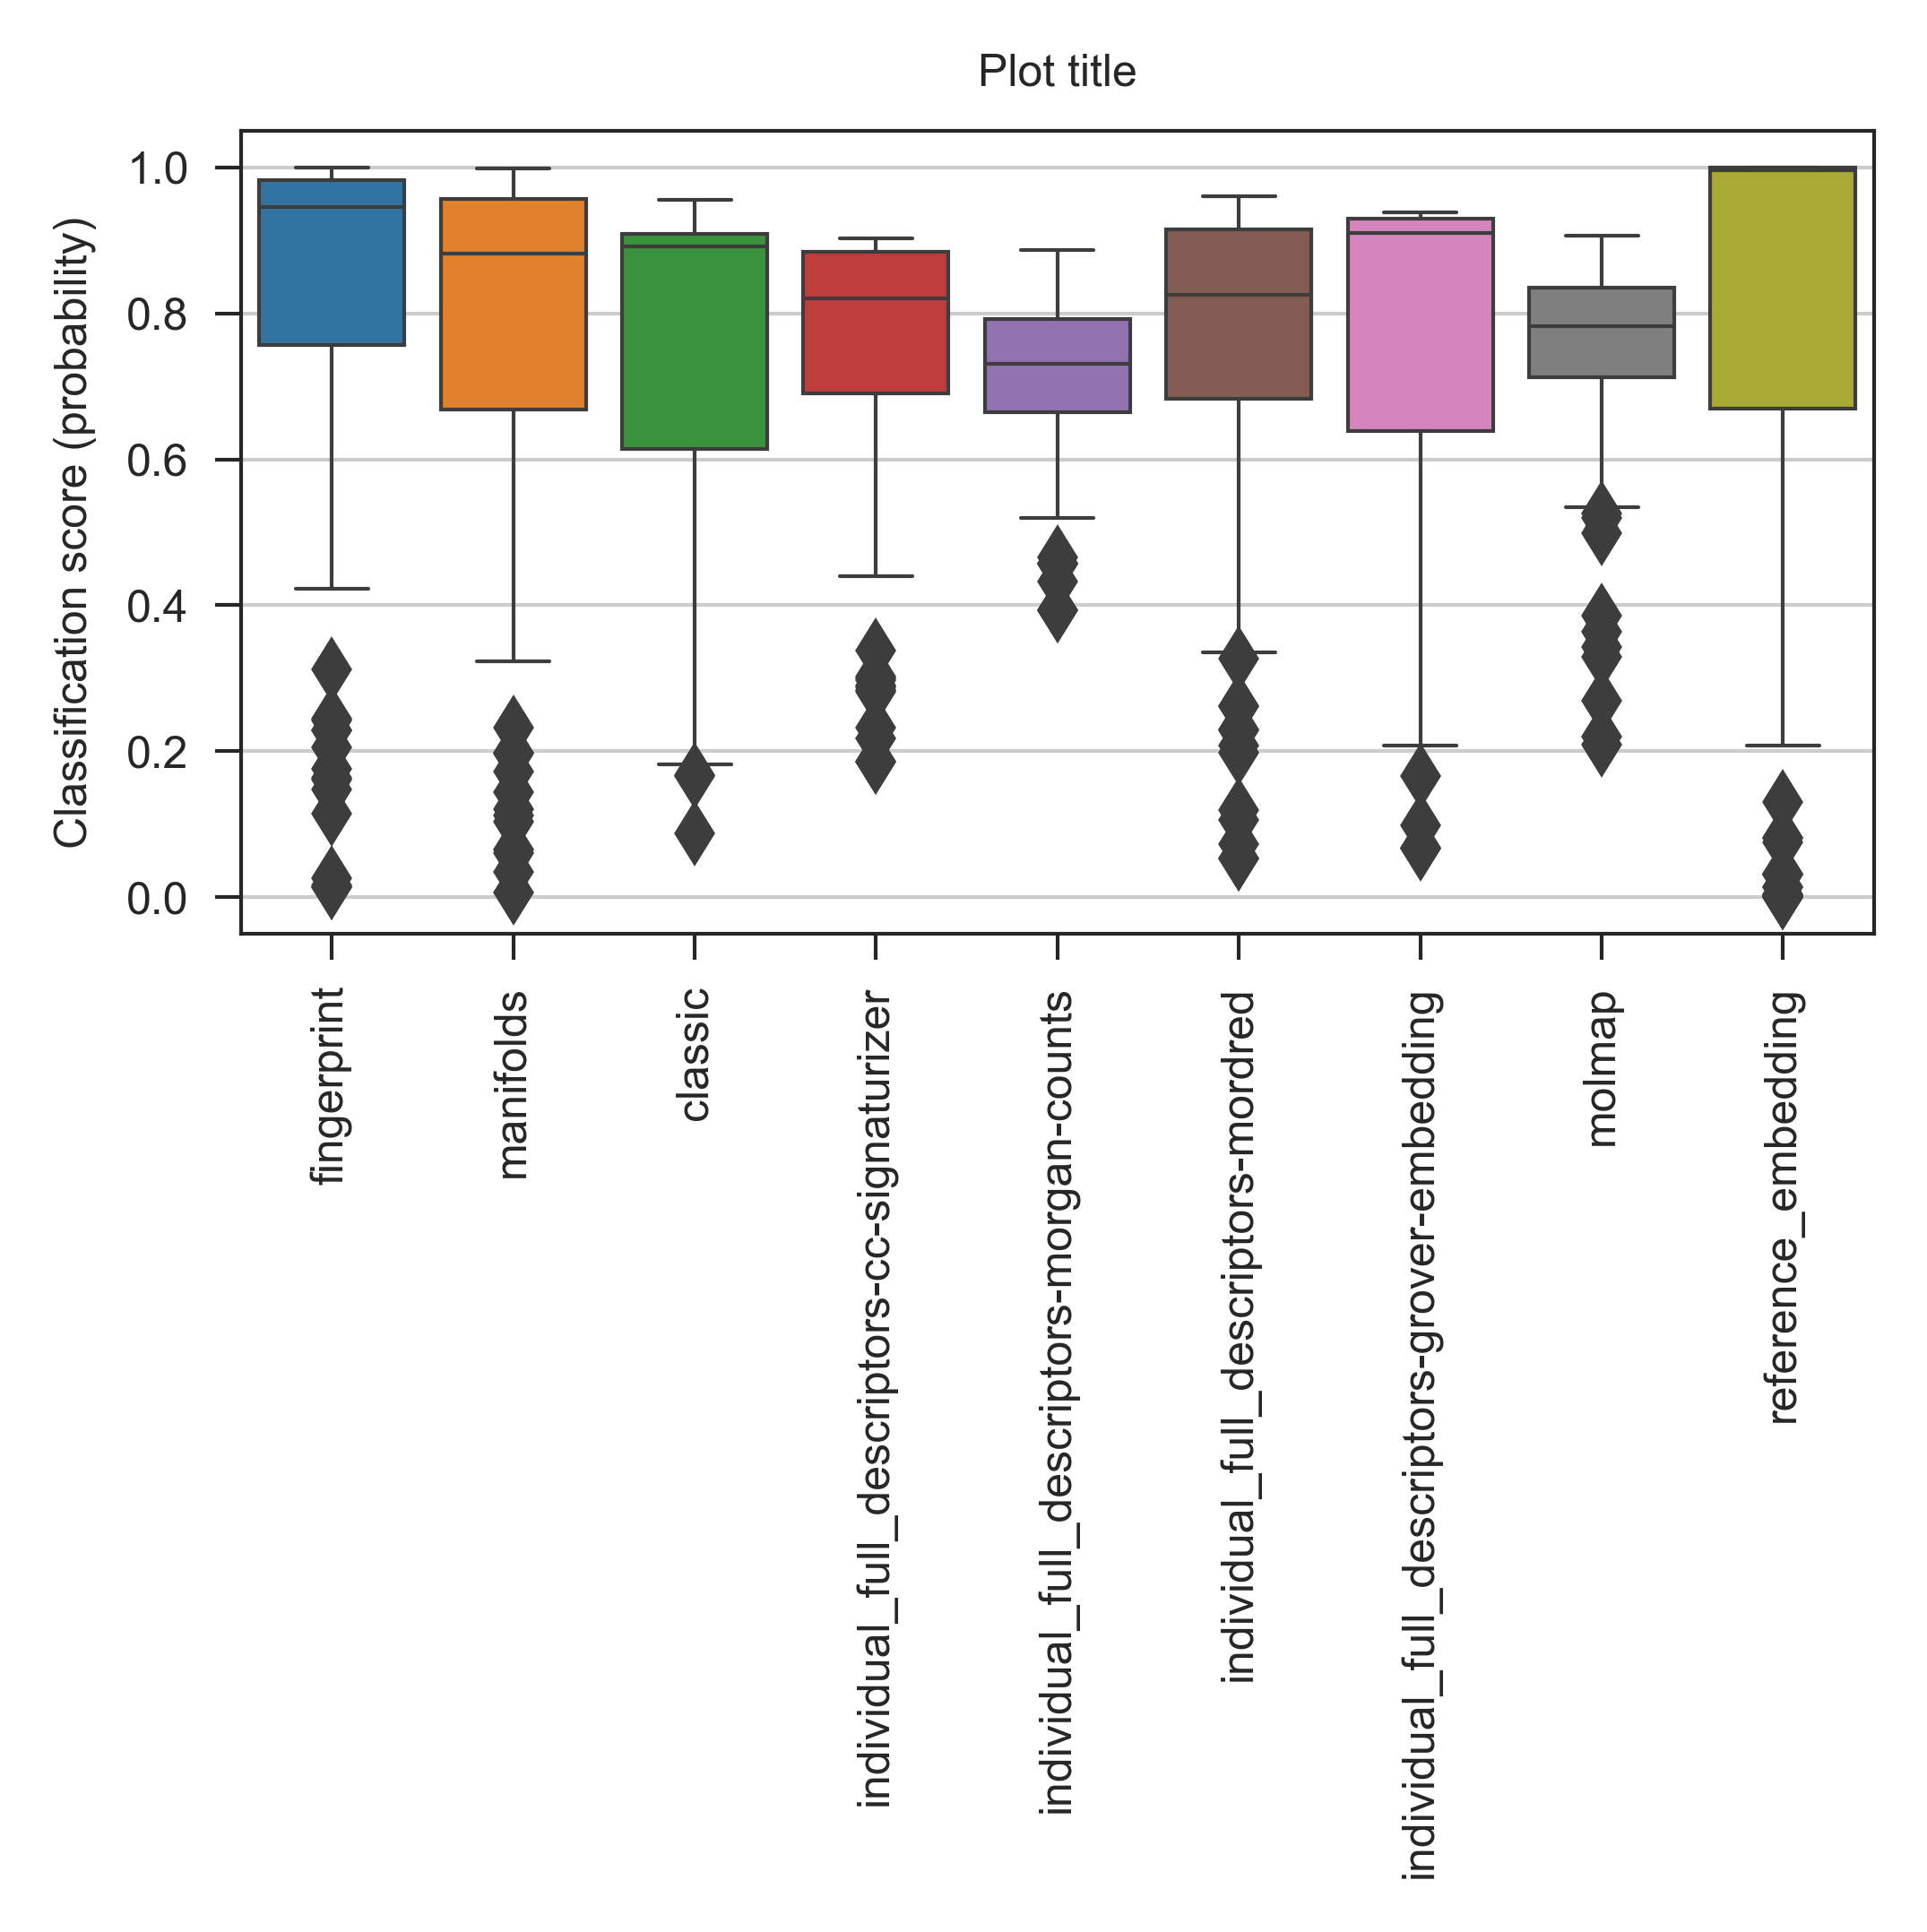 Plot title
Classification score (probability)
1.0
0.8
0.6
0.4
0.2
0.0
fingerprint
manifolds
classic
individual_full_descriptors-cc-signaturizer
individual_full_descriptors-morgan-counts
individual_full_descriptors-mordred
individual_full_descriptors-grover-embedding
molmap
reference_embedding